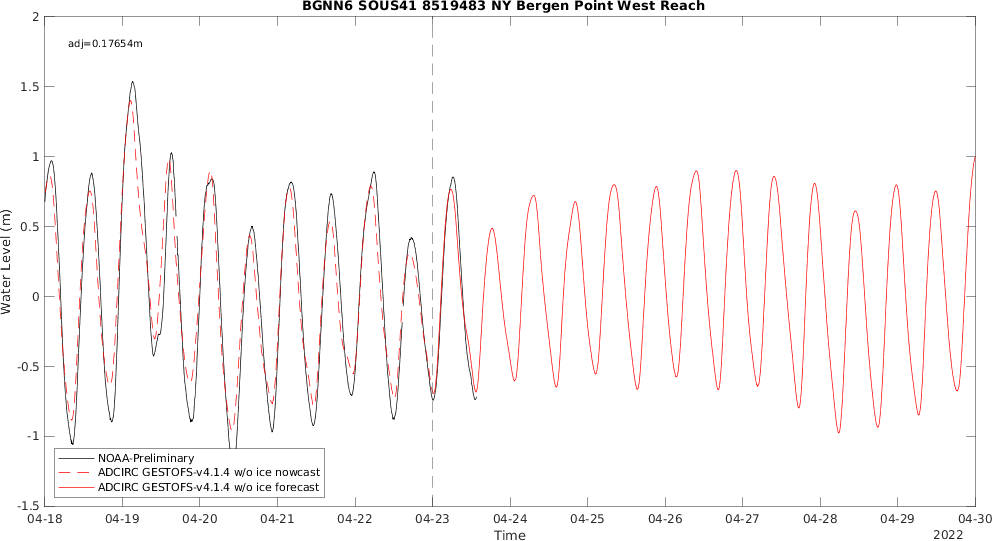 BGNN6 SOUS41 8519483 NY Bergen Point West Reach
adj=0.17654m
2
1.5
1
0.5
0
-0.5
-1
-1.5
Water Level (m)
NOAA-Preliminary
ADCIRC GESTOFS-v4.1.4 w/o ice nowcast
ADCIRC GESTOFS-v4.1.4 w/o ice forecast
04-18 04-19 04-20 04-21 04-22 04-23 04-24 04-25 04-26 04-27 04-28 04-29 04-30
Time
2022